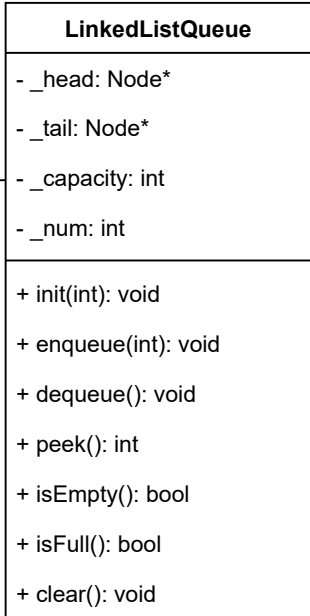 LinkedListQueue
- _head: Node*
- _tail: Node*
- _capacity: int
- _num: int
+ init(int): void
+ enqueue(int): void
+ dequeue(): void
+ peek(): int
+ isEmpty(): bool
+ isFull(): bool
+ clear(): void